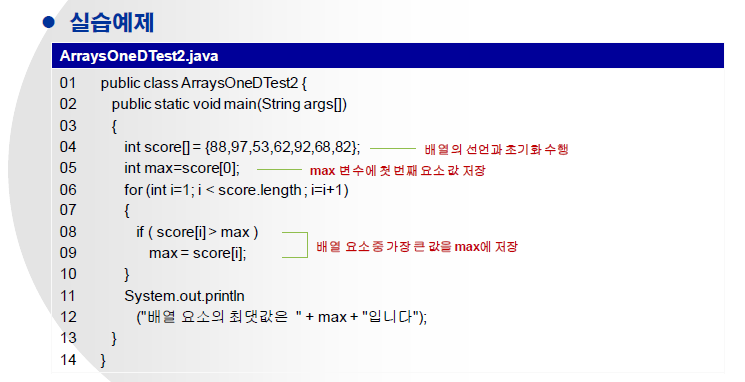 ● 실습예제
ArraysOneDTest2.java
01 public class ArraysOneDTest2 {
02 public static void main(String args[])
03 {
04 int score[] = {88,97,53,62,92,68,82}; 배열의 선언과 초기화 수행
05 int max=score[0]; max 변수에 첫 번째 요소 값 저장
06 for (int i=1; i < score.length ; i=i+1)
07 {
08 if ( score[i] > max )
배열 요소 중 가장 큰 값을 max에 저장
09 max = score[i];
10 }
11 System.out.println
12 ("배열 요소의 최댓값은 " + max + "입니다");
13 }
14 }